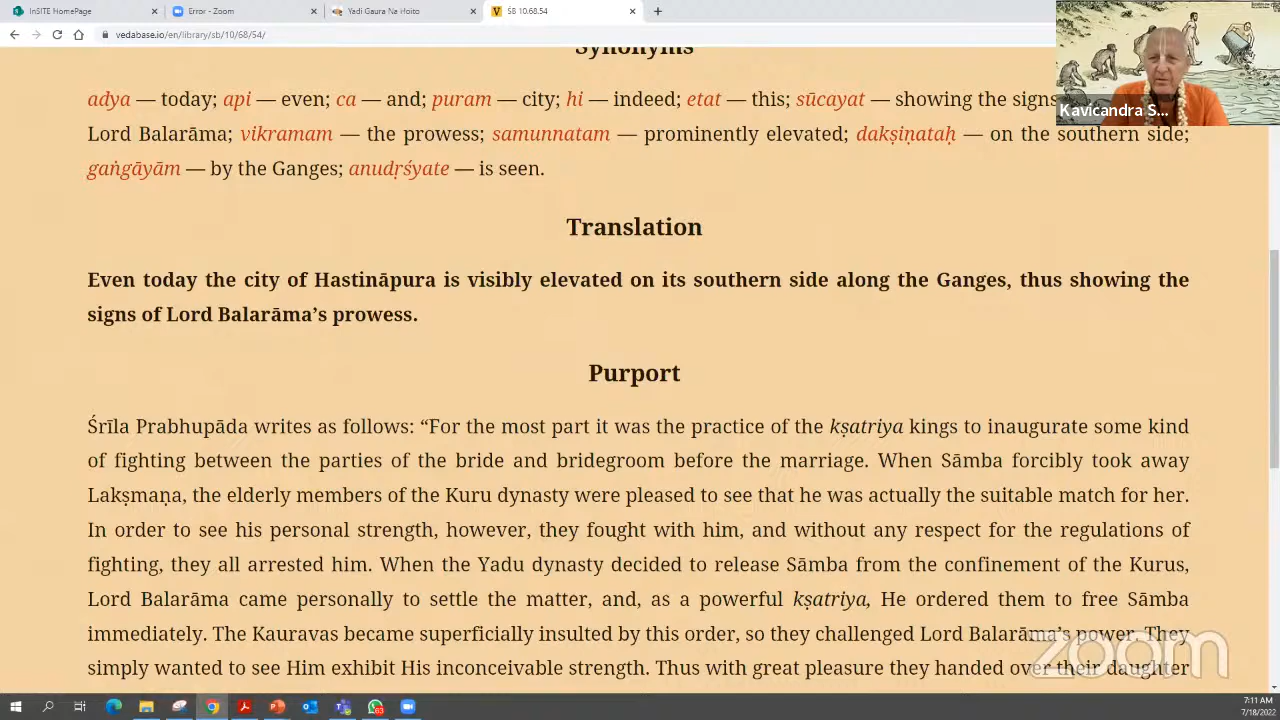 InSITE HomePage
Error - Zoom
Yadi Gaura Na Hoito
SB 10.68.54
vedabase.io/en/library/sb/10/68/54/
Synonyms
adya — today; api — even; ca — and; puram — city; hi — indeed; etat — this; sūcayat — showing the signs
Lord Balarāma; vikramam — the prowess; samunnatam — prominently elevated; dakṣiṇataḥ — on the southern side;
gaṅgāyām — by the Ganges; anudṛśyate — is seen.
Kavicandra S...
Translation
Even today the city of Hastināpura is visibly elevated on its southern side along the Ganges, thus showing the
signs of Lord Balarāma’s prowess.
Purport
Śrīla Prabhupāda writes as follows: “For the most part it was the practice of the kṣatriya kings to inaugurate some kind
of fighting between the parties of the bride and bridegroom before the marriage. When Sāmba forcibly took away
Lakṣmaṇa, the elderly members of the Kuru dynasty were pleased to see that he was actually the suitable match for her.
In order to see his personal strength, however, they fought with him, and without any respect for the regulations of
fighting, they all arrested him. When the Yadu dynasty decided to release Sāmba from the confinement of the Kurus,
Lord Balarāma came personally to settle the matter, and, as a powerful kṣatriya, He ordered them to free Sāmba
immediately. The Kauravas became superficially insulted by this order, so they challenged Lord Balarāma’s power. They
simply wanted to see Him exhibit His inconceivable strength. Thus with great pleasure they handed over their daughter
zoom
63
7:11 AM
7/18/2022